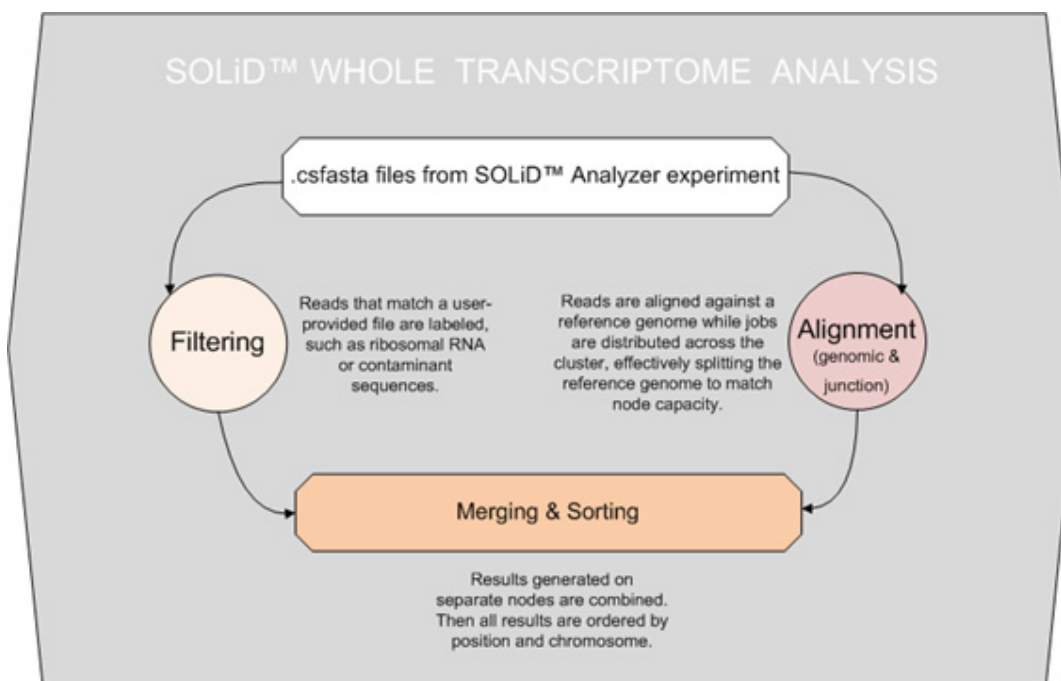 SOLiD™ WHOLE TRANSCRIPTOME ANALYSIS
.csfasta files from SOLiD™ Analyzer experiment
Filtering
Reads that match a user-
provided file are labeled,
such as ribosomal RNA
or contaminant
sequences.
Reads are aligned against a
reference genome while jobs
are distributed across the
cluster, effectively splitting the
reference genome to match
node capacity.
Alignment
(genomic &
junction)
Merging & Sorting
Results generated on
separate nodes are combined.
Then all results are ordered by
position and chromosome.